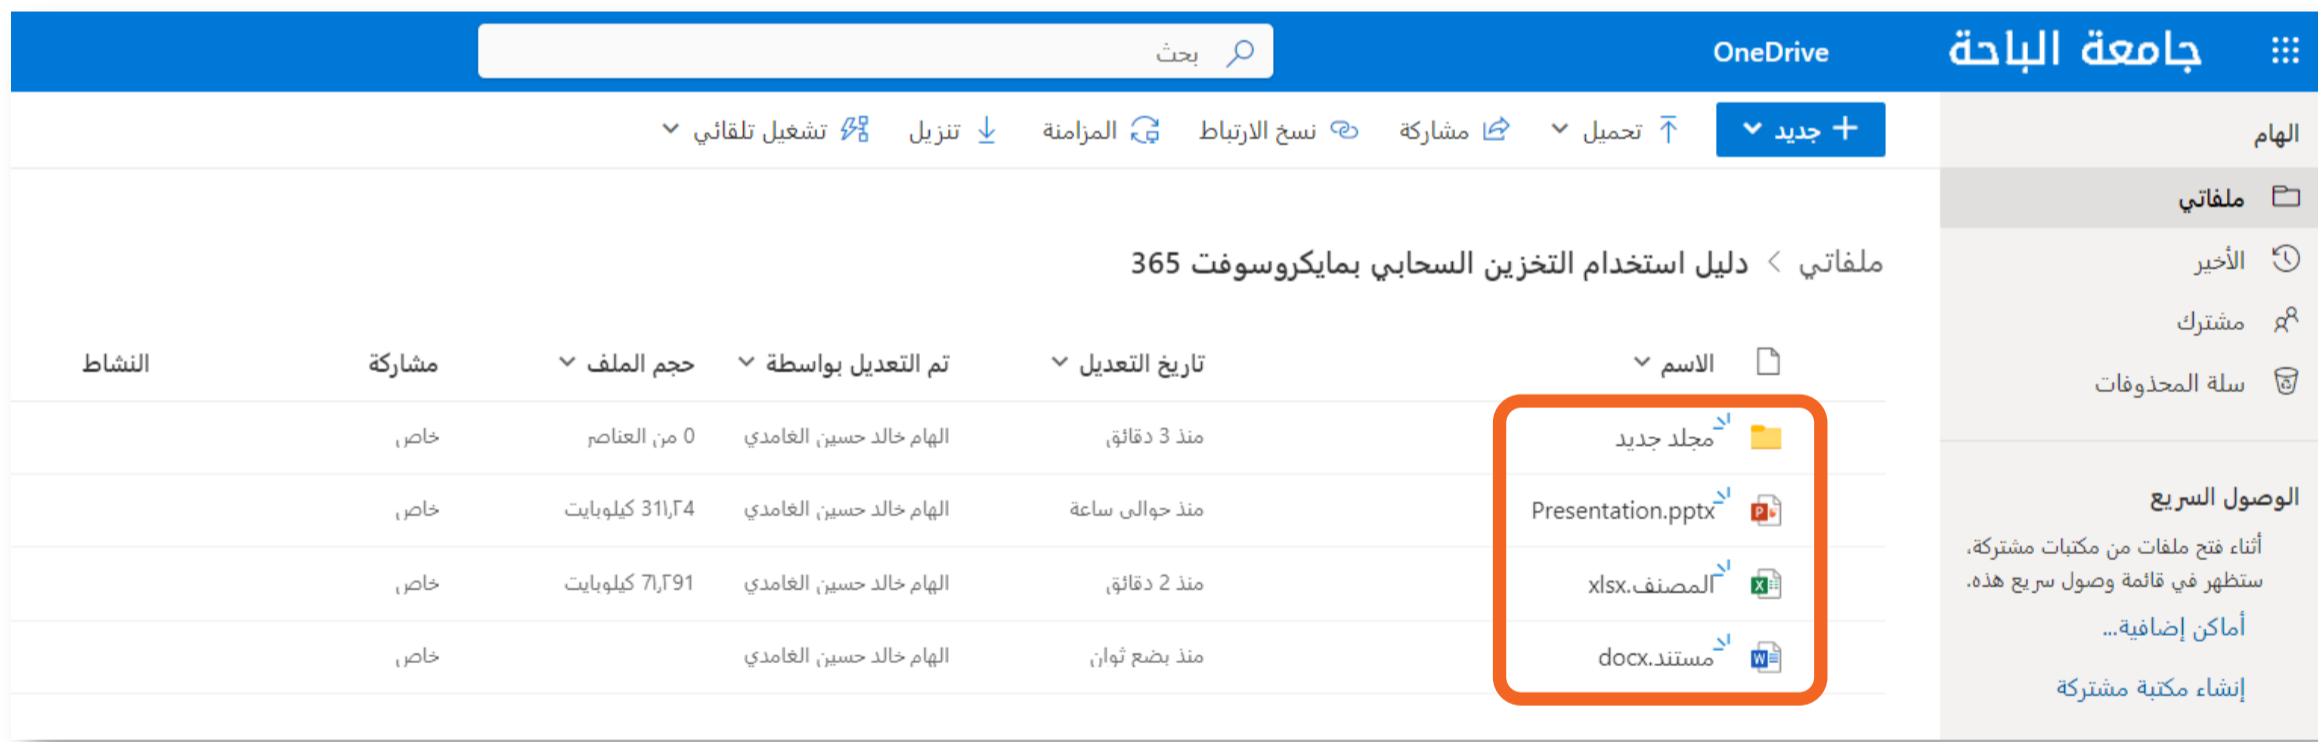 جامعة الباحة
OneDrive
بحث
الهام
ملفاتي
الأخير
مشترك
سلة المحذوفات
الوصول السريع
أثناء فتح ملفات من مكتبات مشتركة،
ستظهر في قائمة وصول سريع هذه.
أماكن إضافية...
إنشاء مكتبة مشتركة
+ جديد تحميل مشاركة نسخ الارتباط المزامنة تنزيل تشغيل تلقائي
ملفاتي > دليل استخدام التخزين السحابي بمايكروسوفت 365
الاسم تاريخ التعديل تم التعديل بواسطة حجم الملف مشاركة النشاط
مجلد جديد منذ 3 دقائق الهام خالد حسين الغامدي 0 من العناصر خاص
Presentation.pptx منذ حوالى ساعة الهام خالد حسين الغامدي كيلوبايت خاص
المصنف.xlsx منذ 2 دقائق الهام خالد حسين الغامدي كيلوبايت خاص
مستند.docx منذ بضع ثوان الهام خالد حسين الغامدي خاص